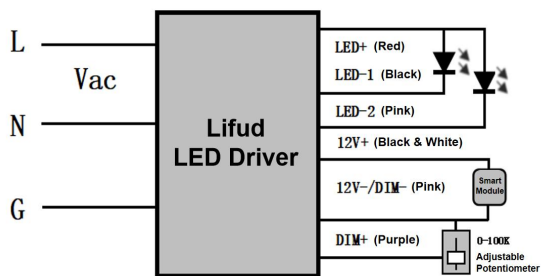 L
Vac
N
G
Lifud
LED Driver
LED+ (Red)
LED-1 (Black)
LED-2 (Pink)
12V+ (Black & White)
12V-/DIM- (Pink)
DIM+ (Purple)
Smart
Module
0-100K
Adjustable
Potentiometer